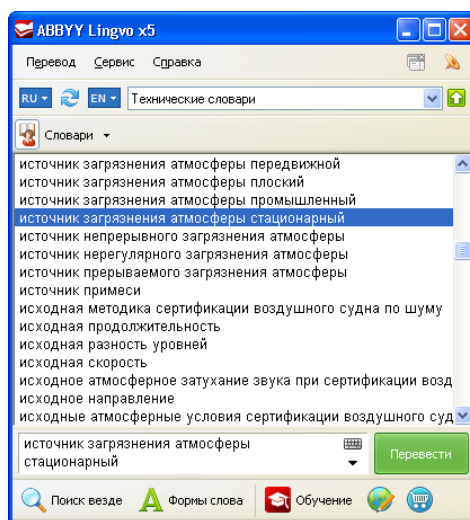 ABBYY Lingvo x5
Перевод Сервис Справка
RU EN Технические словари
Словари
источник загрязнения атмосферы передвижной
источник загрязнения атмосферы плоский
источник загрязнения атмосферы промышленный
источник загрязнения атмосферы стационарный
источник непрерывного загрязнения атмосферы
источник нерегулярного загрязнения атмосферы
источник прерываемого загрязнения атмосферы
источник примеси
исходная методика сертификации воздушного судна по шуму
исходная продолжительность
исходная разность уровней
исходная скорость
исходное атмосферное затухание звука при сертификации возд
исходное направление
исходные атмосферные условия сертификации воздушного суд
источник загрязнения атмосферы
стационарный
Перевести
Поиск везде Формы слова Обучение